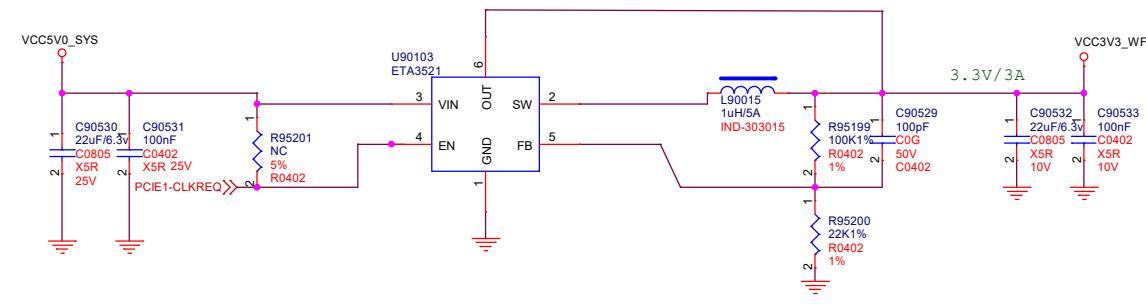 VCC5V0_SYS
C90530
22uF/6.3v
C0805
X5R
25V
1
2
C90531
100nF
C0402
X5R 25V
1
2
R95201
NC
5%
R0402
1
2
PCIE1-CLKREQ
U90103
ETA3521
6
OUT
3
VIN
4
EN
SW
2
FB
5
GND
1
L90015
1uH/5A
IND-303015
R95199
100K1%
R0402
1%
1
2
C90529
100pF
C0G
50V
C0402
R95200
22K1%
R0402
1%
1
2
3.3V/3A
C90532
22uF/6.3v
C0805
X5R
10V
1
2
VCC3V3_WF
C90533
100nF
C0402
X5R
10V
1
2